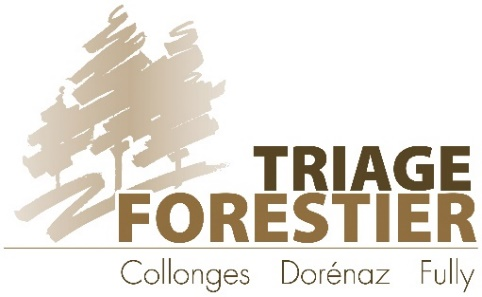 TRIAGE
FORESTIER
Collonges Dorénaz Fully